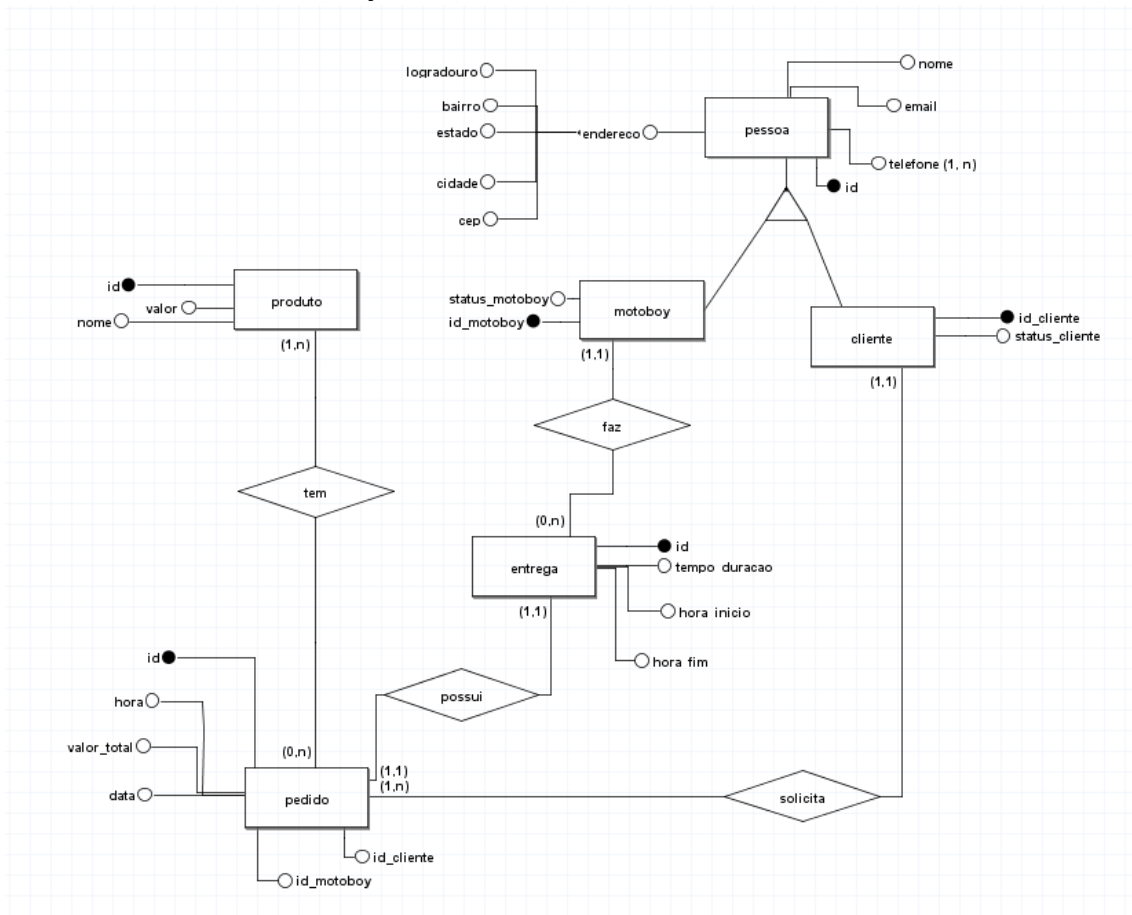 logradouro
bairro
estado
cidade
cep
endereco
pessoa
nome
email
telefone (1, n)
id
id
valor
nome
produto
(1,n)
status_motoboy
id_motoboy
motoboy
(1,1)
cliente
id_cliente
status_cliente
(1,1)
faz
tem
(0,n)
entrega
id
tempo duracao
hora inicio
hora fim
(1,1)
possui
id
hora
valor_total
data
(0,n)
(1,1)
(1,n)
pedido
solicita
id_cliente
id_motoboy